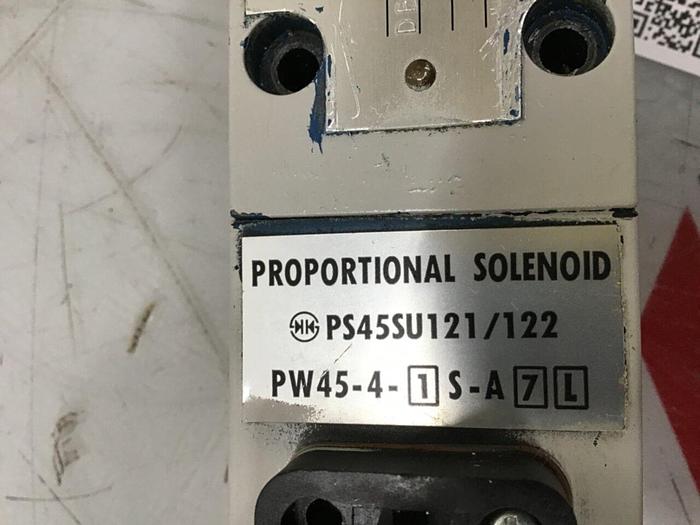 PROPORTIONAL SOLENOID
PS45SU121/122
PW45-4-1S-A7L